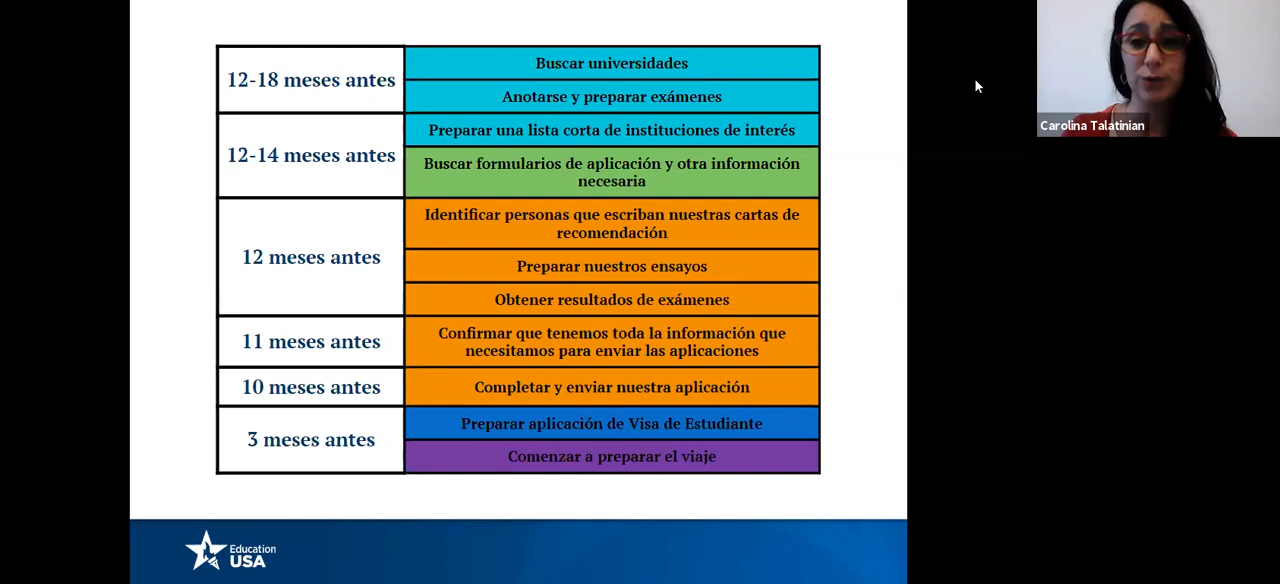 12-18 meses antes
Buscar universidades
Anotarse y preparar exámenes
12-14 meses antes
Preparar una lista corta de instituciones de interés
Buscar formularios de aplicación y otra información
necesaria
12 meses antes
Identificar personas que escriban nuestras cartas de
recomendación
Preparar nuestros ensayos
Obtener resultados de exámenes
11 meses antes
Confirmar que tenemos toda la información que
necesitamos para enviar las aplicaciones
10 meses antes
Completar y enviar nuestra aplicación
3 meses antes
Preparar aplicación de Visa de Estudiante
Comenzar a preparar el viaje
Education
USA
Carolina Talatinian